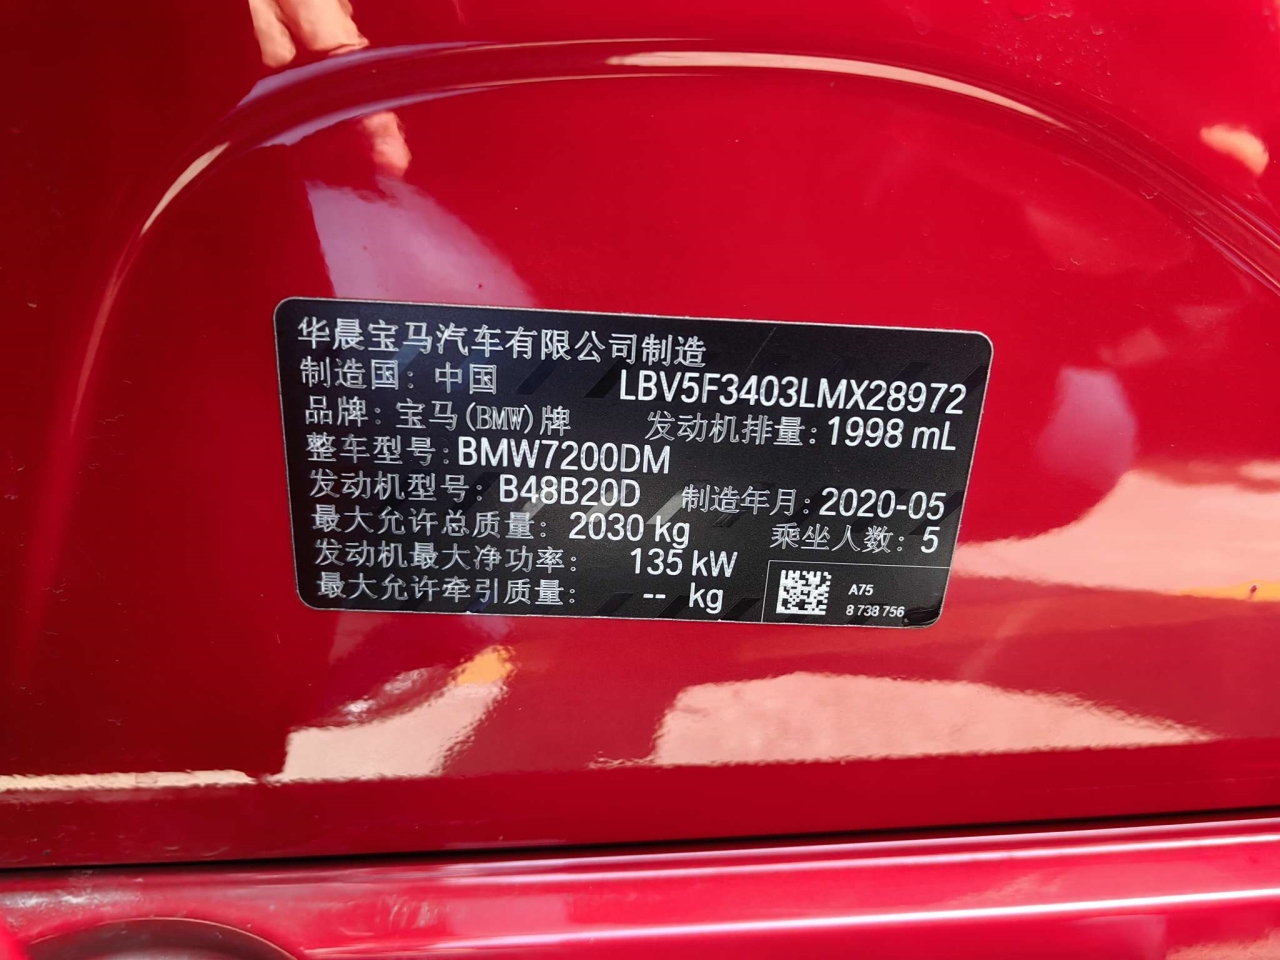 华晨宝马汽车有限公司制造
制造国：中国 LBV5F3403LMX28972
品牌：宝马(BMW)牌 发动机排量：1998 mL
整车型号：BMW7200DM
发动机型号：B48B20D 制造年月：2020-05
最大允许总质量：2030 kg 乘坐人数：5
发动机最大净功率：135 kW
最大允许牵引质量：-- kg
A75
8 738 756